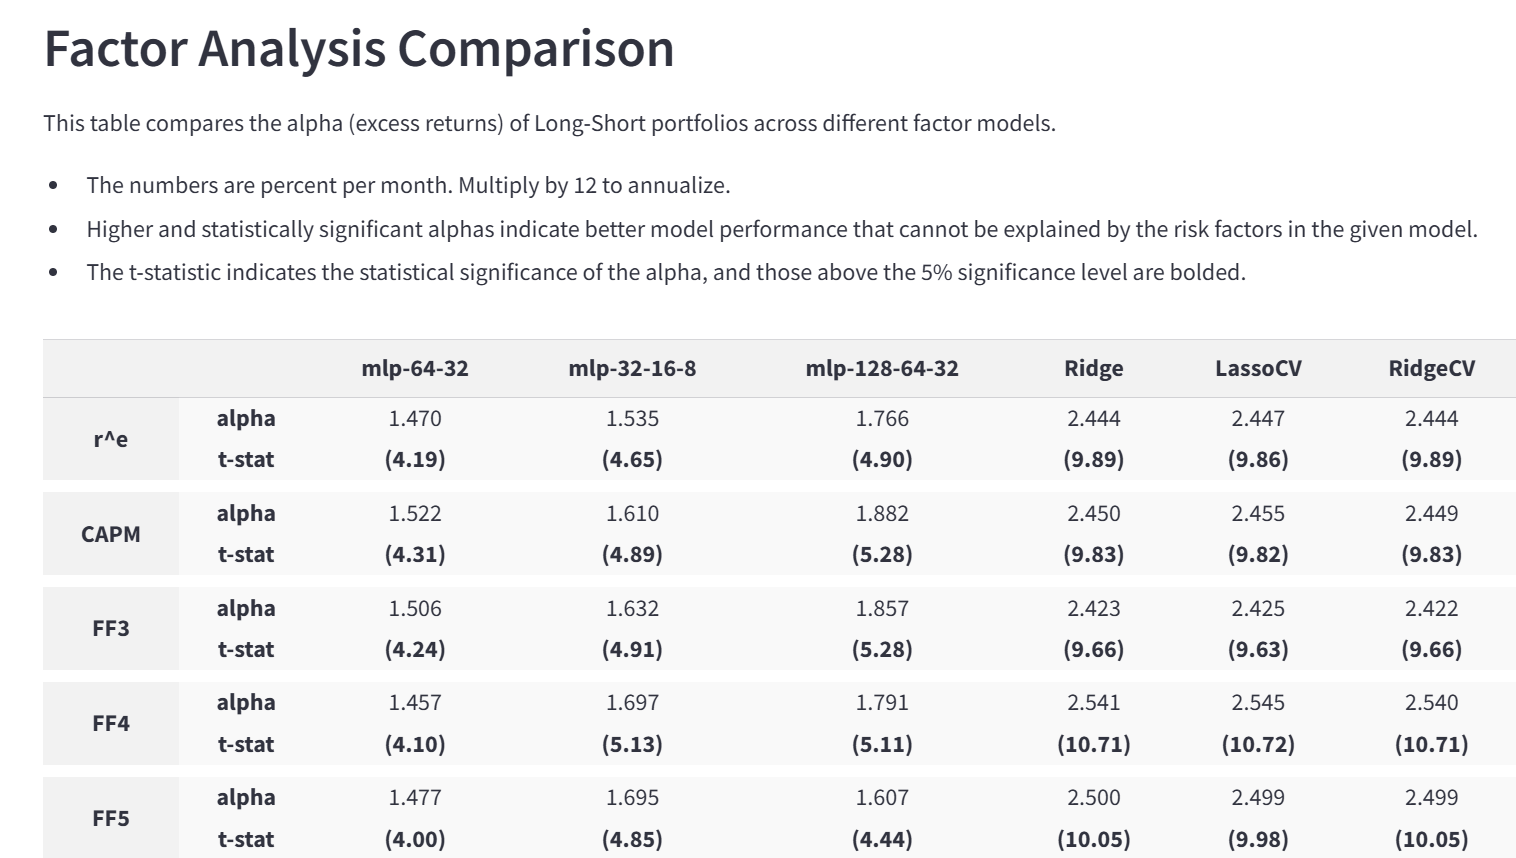 Factor Analysis Comparison
This table compares the alpha (excess returns) of Long-Short portfolios across different factor models.
• The numbers are percent per month. Multiply by 12 to annualize.
• Higher and statistically significant alphas indicate better model performance that cannot be explained by the risk factors in the given model.
• The t-statistic indicates the statistical significance of the alpha, and those above the 5% significance level are bolded.
mlp-64-32 mlp-32-16-8 mlp-128-64-32 Ridge LassoCV RidgeCV
r^e
alpha 1.470 1.535 1.766 2.444 2.447 2.444
t-stat (4.19) (4.65) (4.90) (9.89) (9.86) (9.89)
CAPM
alpha 1.522 1.610 1.882 2.450 2.455 2.449
t-stat (4.31) (4.89) (5.28) (9.83) (9.82) (9.83)
FF3
alpha 1.506 1.632 1.857 2.423 2.425 2.422
t-stat (4.24) (4.91) (5.28) (9.66) (9.63) (9.66)
FF4
alpha 1.457 1.697 1.791 2.541 2.545 2.540
t-stat (4.10) (5.13) (5.11) (10.71) (10.72) (10.71)
FF5
alpha 1.477 1.695 1.607 2.500 2.499 2.499
t-stat (4.00) (4.85) (4.44) (10.05) (9.98) (10.05)